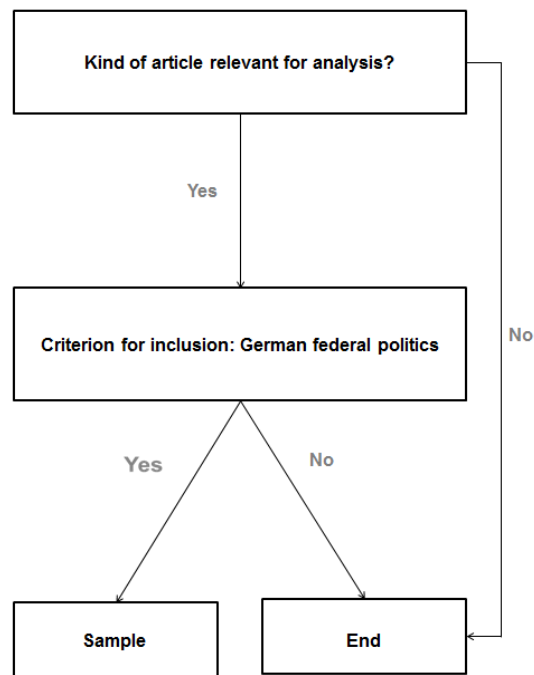 Kind of article relevant for analysis?
Yes
Criterion for inclusion: German federal politics
No
Yes
No
Sample
End